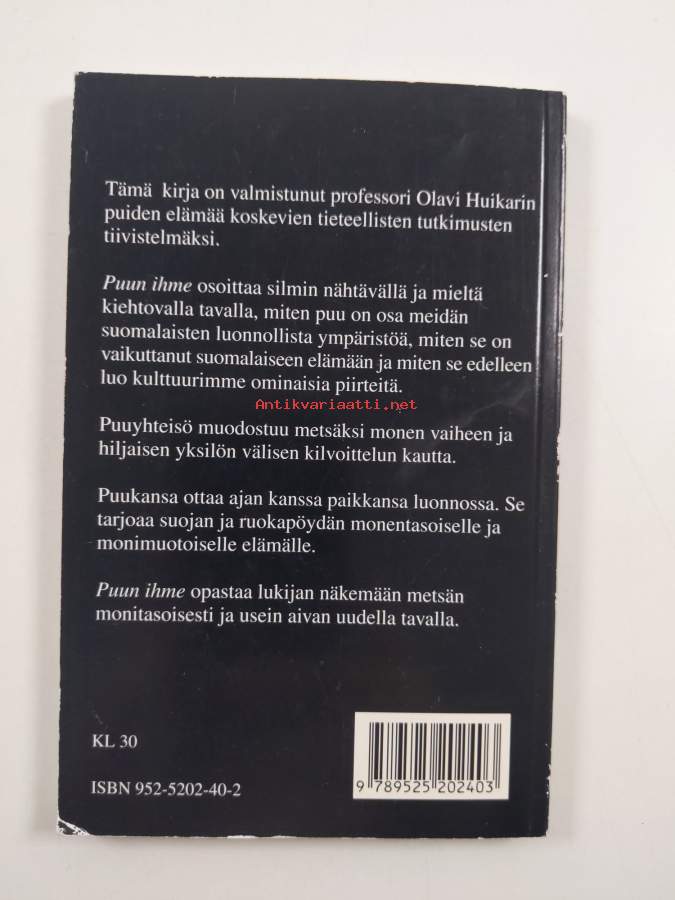 Tämä kirja on valmistunut professori Olavi Huikarin
puiden elämää koskevien tieteellisten tutkimusten
tiivistelmäksi.
Puun ihme osoittaa silmin nähtävällä ja mieltä
kiehtovalla tavalla, miten puu on osa meidän
suomalaisten luonnollista ympäristöä, miten se on
vaikuttanut suomalaiseen elämään ja miten se edelleen
luo kulttuurimme ominaisia piirteitä.
Antikvariaatti.net
Puuyhteisö muodostuu metsäksi monen vaiheen ja
hiljaisen yksilön välisen kilvoittelun kautta.
Puukansa ottaa ajan kanssa paikkansa luonnossa. Se
tarjoaa suojan ja ruokapöydän monentasoiselle ja
monimuotoiselle elämälle.
Puun ihme opastaa lukijan näkemään metsän
monitasoisesti ja usein aivan uudella tavalla.
KL 30
ISBN 952-5202-40-2
9 789525 202403